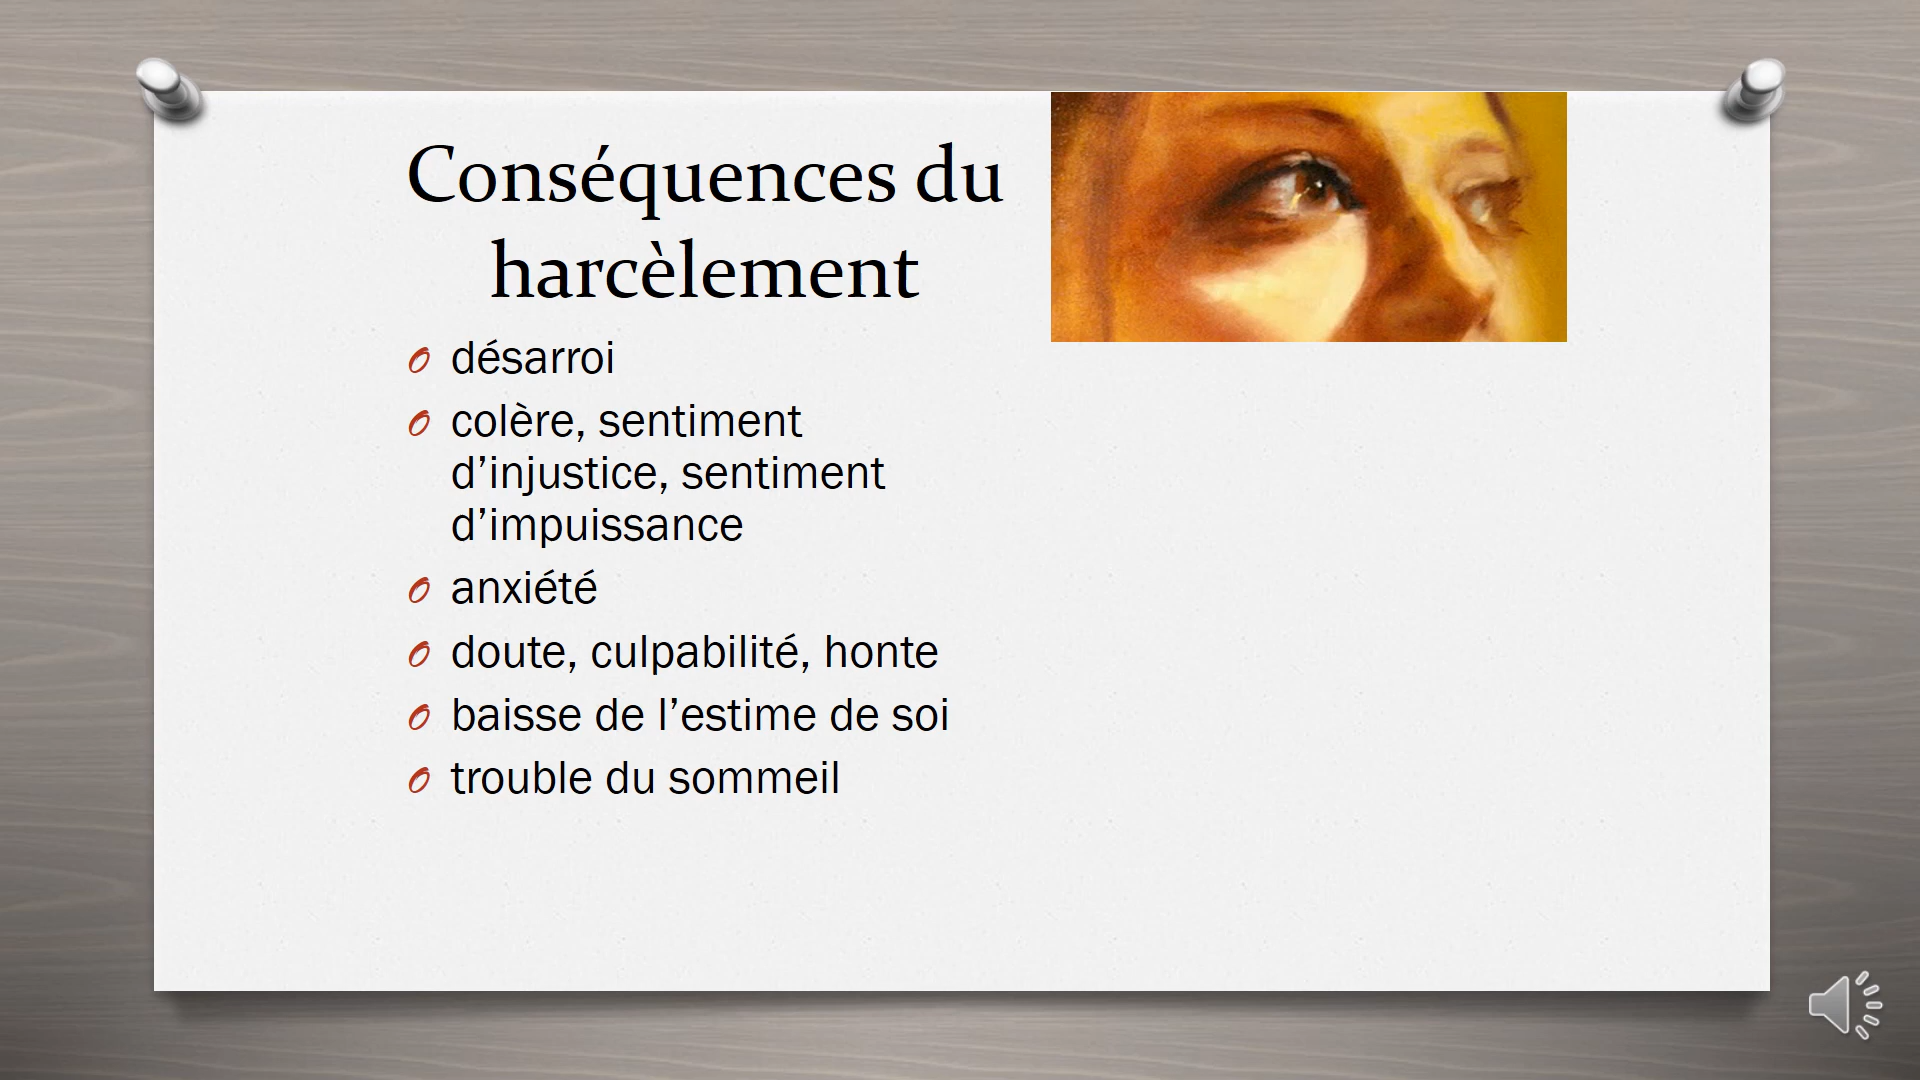 Conséquences du
harcèlement
désarroi
colère, sentiment
d’injustice, sentiment
d’impuissance
anxiété
doute, culpabilité, honte
baisse de l’estime de soi
trouble du sommeil